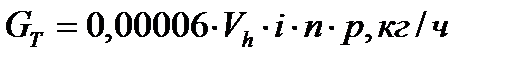 G_T = 0,00006·V_h·i·n·p, кг/ч